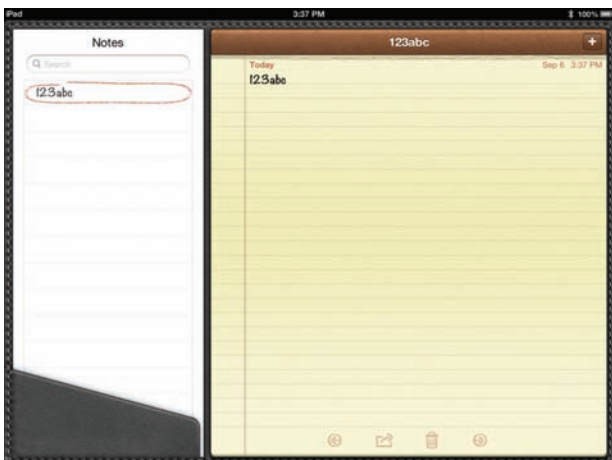 iPad 3:37 PM 100%
Notes 123abc +
Search
Today Sep 6 3:37 PM
123abc
123abc